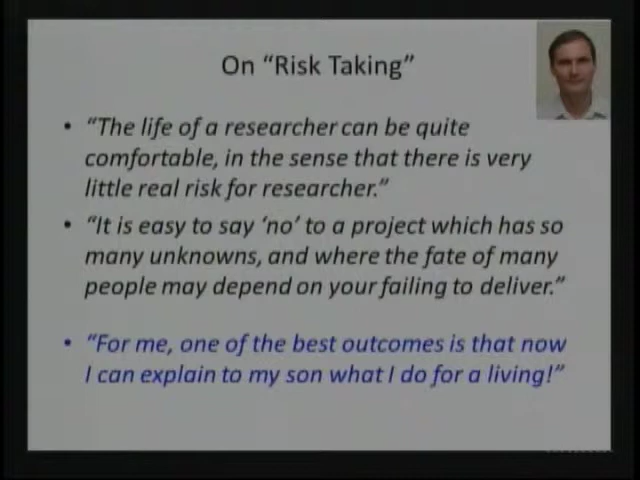 On “Risk Taking”
• “The life of a researcher can be quite
comfortable, in the sense that there is very
little real risk for researcher.”
• “It is easy to say ‘no’ to a project which has so
many unknowns, and where the fate of many
people may depend on your failing to deliver.”
• “For me, one of the best outcomes is that now
I can explain to my son what I do for a living!”